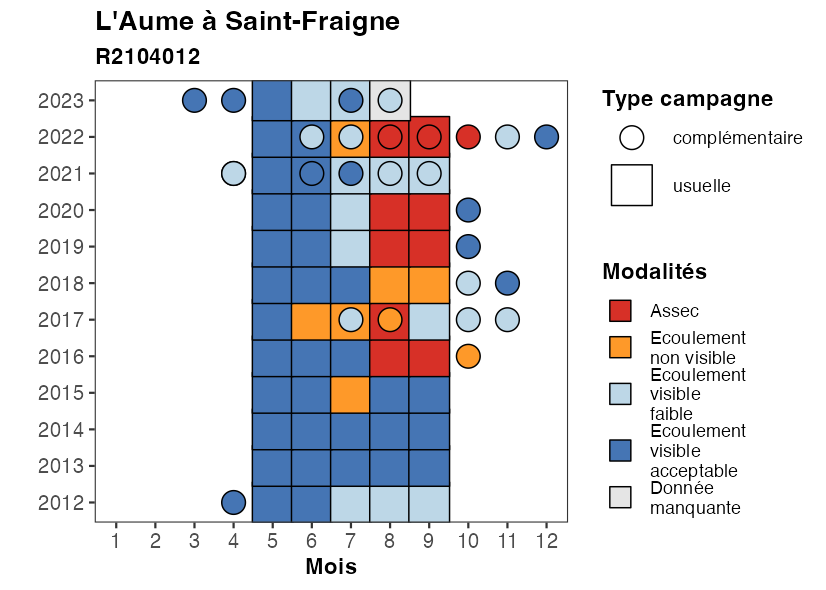 L'Aume à Saint-Fraigne
R2104012
2023
2022
2021
2020
2019
2018
2017
2016
2015
2014
2013
2012
1 2 3 4 5 6 7 8 9 10 11 12
Mois
Type campagne
complémentaire
usuelle
Modalités
Assec
Ecoulement
non visible
Ecoulement
visible
faible
Ecoulement
visible
acceptable
Donnée
manquante